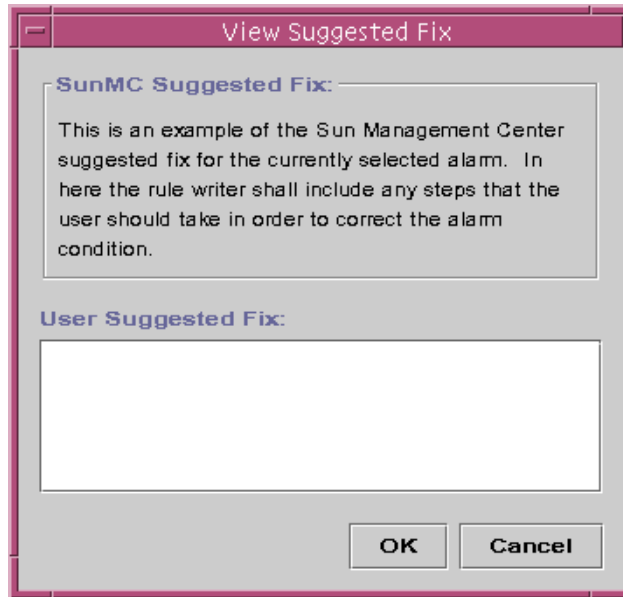 View Suggested Fix
SunMC Suggested Fix:
This is an example of the Sun Management Center
suggested fix for the currently selected alarm. In
here the rule writer shall include any steps that the
user should take in order to correct the alarm
condition.
User Suggested Fix:
OK Cancel